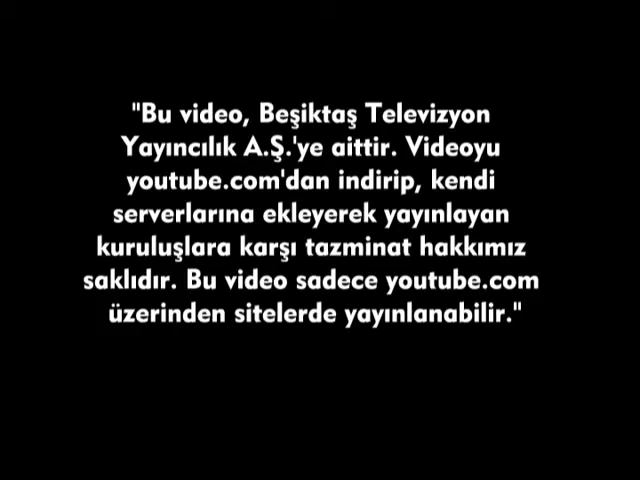 "Bu video, Beşiktaş Televizyon
Yayıncılık A.Ş.'ye aittir. Videoyu
youtube.com'dan indirip, kendi
serverlarına ekleyerek yayınlayan
kuruluşlara karşı tazminat hakkımız
saklıdır. Bu video sadece youtube.com
üzerinden sitelerde yayınlanabilir."